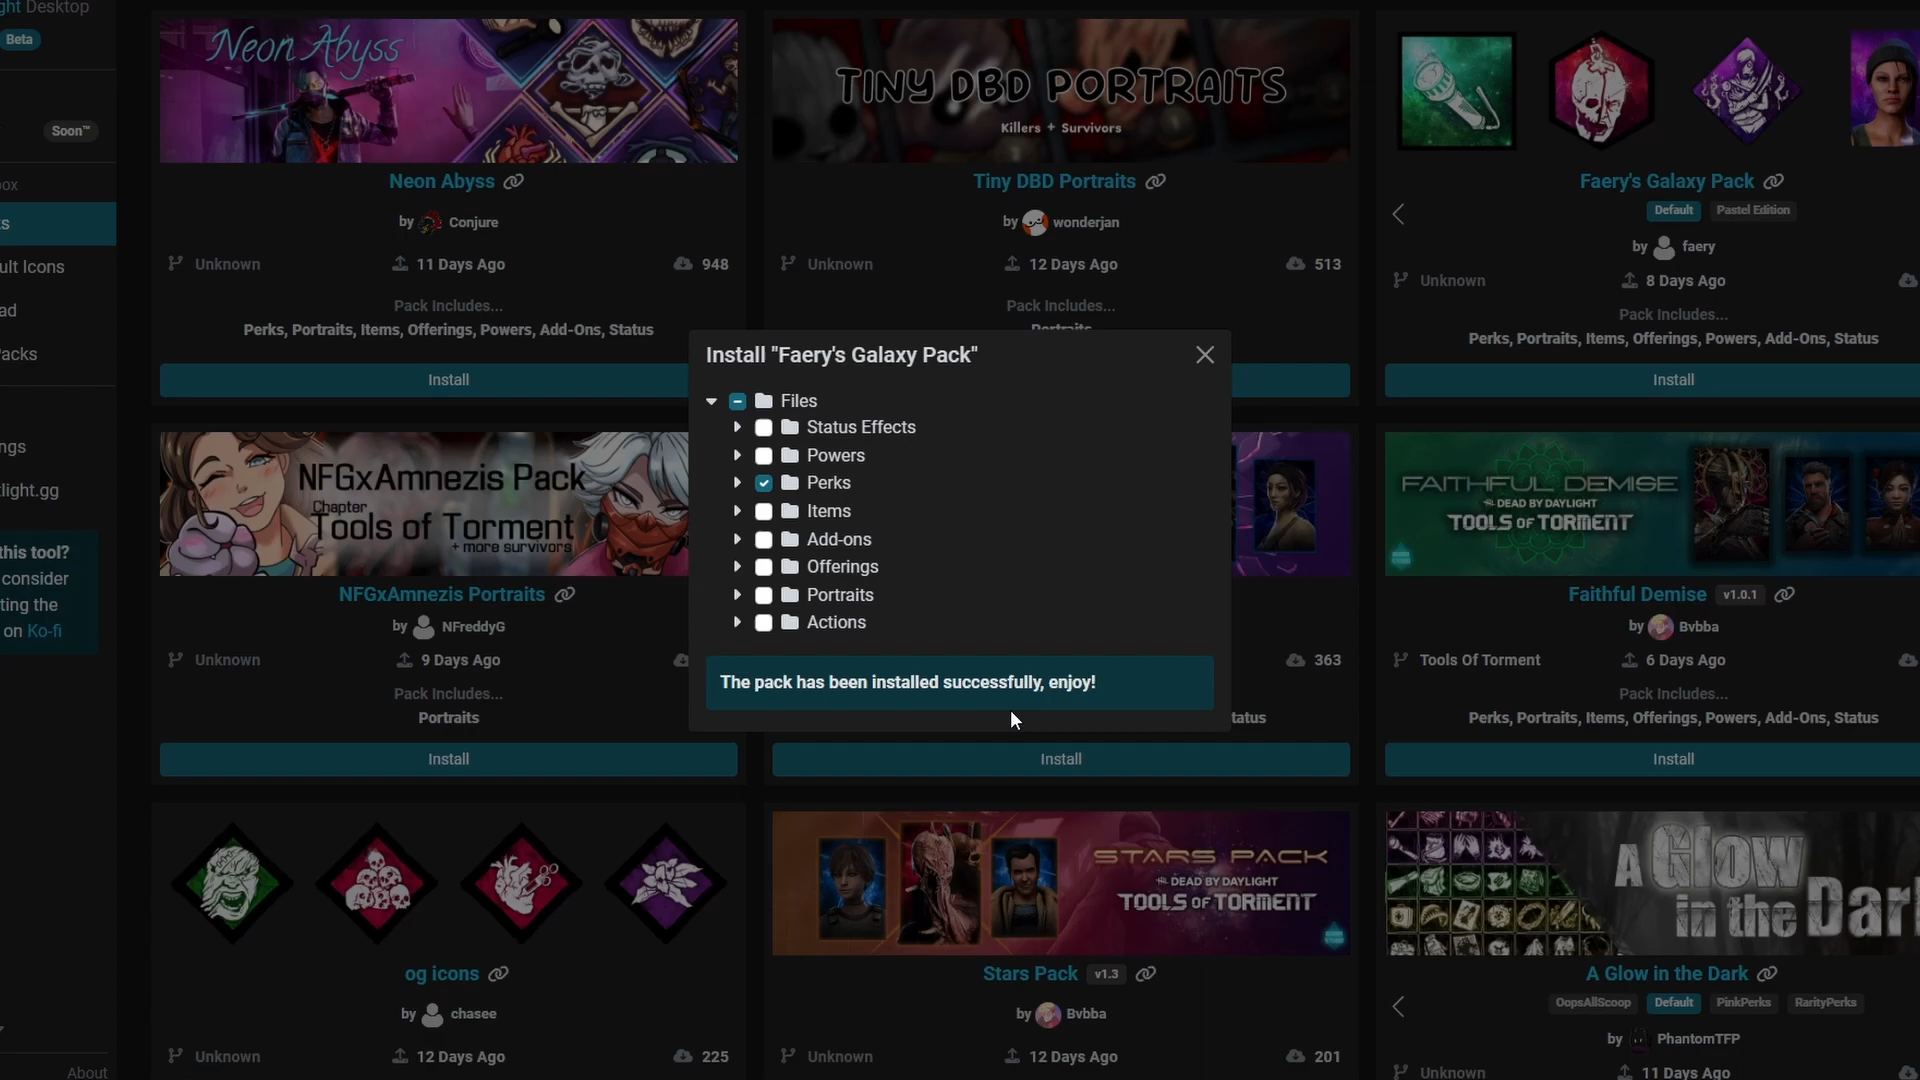 ght Desktop
Beta
Soon™
box
s
ult Icons
ad
Packs
ngs
light.gg
this tool?
consider
ting the
on Ko-fi
About
Neon Abyss
Neon Abyss
by Conjure
Unknown
11 Days Ago
948
Pack Includes...
Perks, Portraits, Items, Offerings, Powers, Add-Ons, Status
Install
TINY DBD PORTRAITS
Killers + Survivors
Tiny DBD Portraits
by wonderjan
Unknown
12 Days Ago
513
Pack Includes...
Portraits
Faery's Galaxy Pack
Default
Pastel Edition
by faery
Unknown
8 Days Ago
Pack Includes...
Perks, Portraits, Items, Offerings, Powers, Add-Ons, Status
Install
Install "Faery's Galaxy Pack"
Files
Status Effects
Powers
Perks
Items
Add-ons
Offerings
Portraits
Actions
The pack has been installed successfully, enjoy!
NFGxAmnezis Pack
Chapter
Tools of Torment
+ more survivors
NFGxAmnezis Portraits
by NFreddyG
Unknown
9 Days Ago
Pack Includes...
Portraits
Install
363
tatus
Install
FAITHFUL DEMISE
DEAD BY DAYLIGHT
TOOLS OF TORMENT
Faithful Demise
v1.0.1
by Bvbba
Tools Of Torment
6 Days Ago
Pack Includes...
Perks, Portraits, Items, Offerings, Powers, Add-Ons, Status
Install
og icons
by chasee
Unknown
12 Days Ago
225
STARS PACK
DEAD BY DAYLIGHT
TOOLS OF TORMENT
Stars Pack
v1.3
by Bvbba
Unknown
12 Days Ago
201
A Glow
in the Dark
A Glow in the Dark
OopsAllScoop
Default
PinkPerks
RarityPerks
by PhantomTFP
Unknown
11 Days Ago